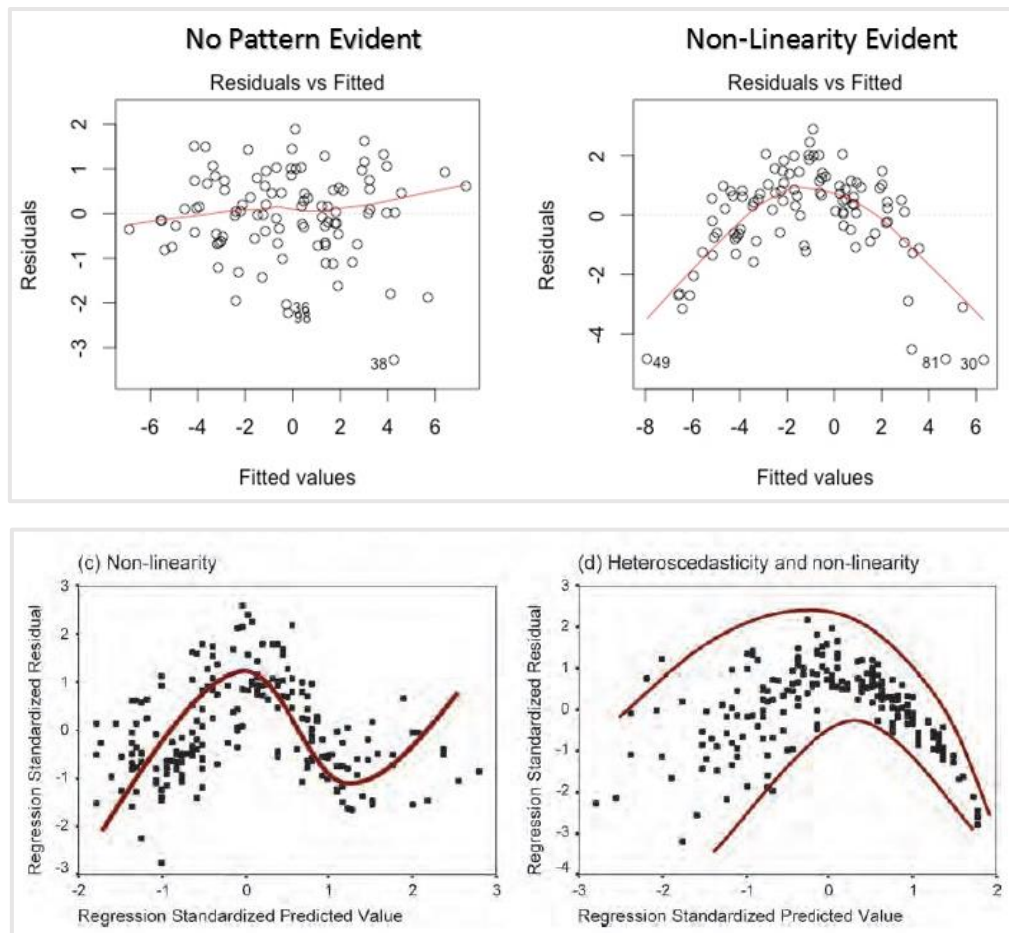 No Pattern Evident
Non-Linearity Evident
Residuals vs Fitted
Residuals vs Fitted
Residuals
2
1
0
-1
-2
-3
36
98
38
-6 -4 -2 0 2 4 6
Fitted values
Residuals
2
0
-2
-4
49
81
30
-8 -6 -4 -2 0 2 4 6
Fitted values
(c) Non-linearity
Regression Standardized Residual
3
2
1
0
-1
-2
-3
-2 -1 0 1 2 3
Regression Standardized Predicted Value
(d) Heteroscedasticity and non-linearity
Regression Standardized Residual
3
2
1
0
-1
-2
-3
-4
-3 -2 -1 0 1 2
Regression Standardized Predicted Value